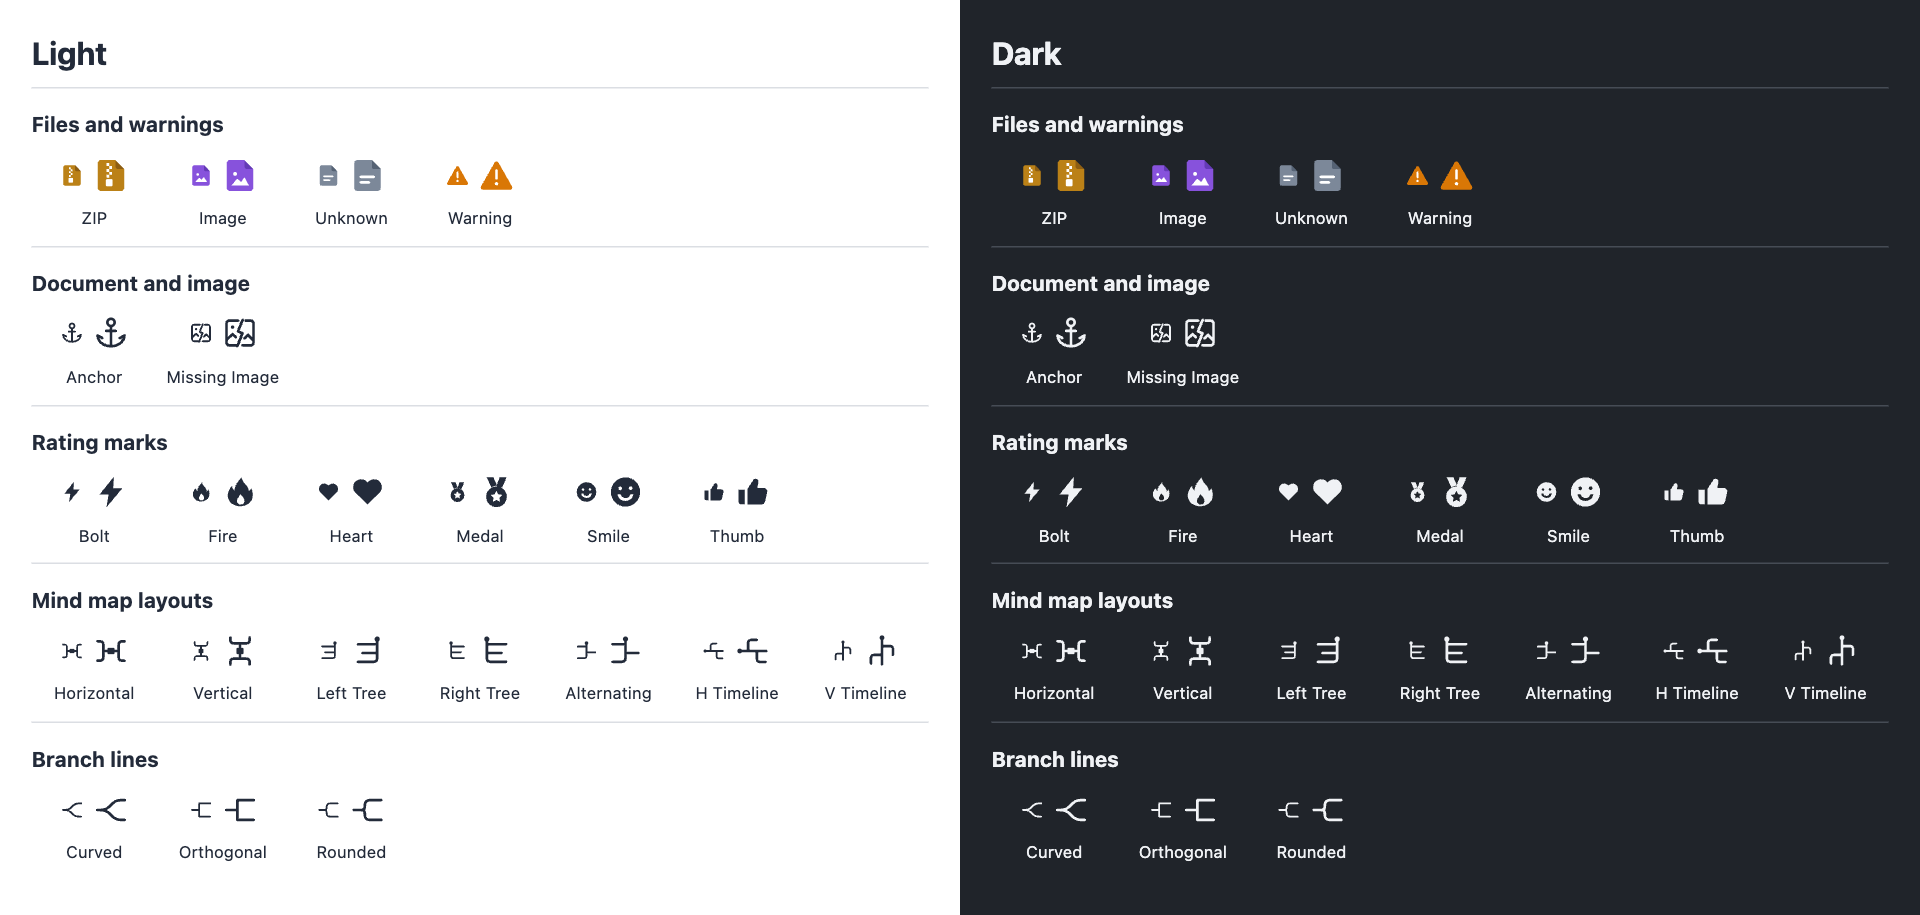 Light
Files and warnings
ZIP
Image
Unknown
Warning
Document and image
Anchor
Missing Image
Rating marks
Bolt
Fire
Heart
Medal
Smile
Thumb
Mind map layouts
Horizontal
Vertical
Left Tree
Right Tree
Alternating
H Timeline
V Timeline
Branch lines
Curved
Orthogonal
Rounded
Dark
Files and warnings
ZIP
Image
Unknown
Warning
Document and image
Anchor
Missing Image
Rating marks
Bolt
Fire
Heart
Medal
Smile
Thumb
Mind map layouts
Horizontal
Vertical
Left Tree
Right Tree
Alternating
H Timeline
V Timeline
Branch lines
Curved
Orthogonal
Rounded